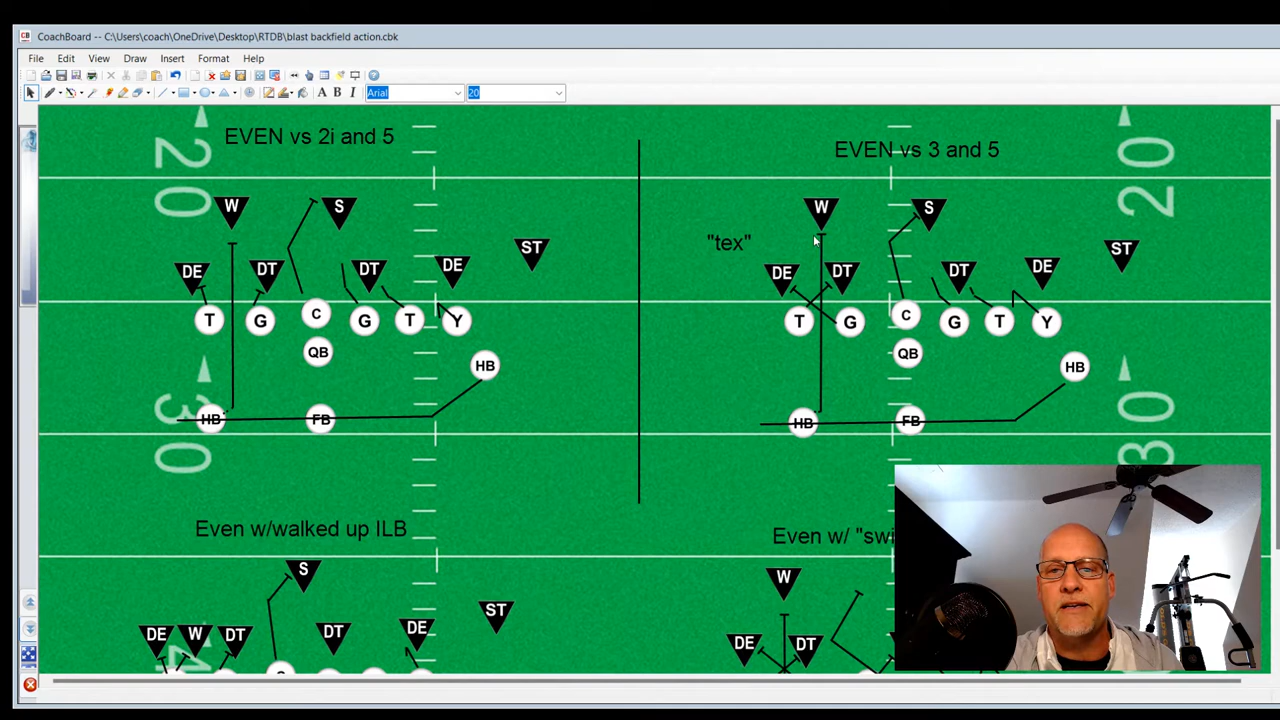 CoachBoard -- C:\Users\coach\OneDrive\Desktop\RTDB\blast backfield action.cbk
File Edit View Draw Insert Format Help
A B I Arial 20
EVEN vs 2i and 5
EVEN vs 3 and 5
20
20
W S
W S
"tex"
ST
ST
DE DT DT DE
DE DT DT DE
T G C G T Y
T G C G T Y
QB
QB
HB
HB
HB FB
HB FB
30
30
Even w/walked up ILB
Even w/ "swi
S
W
ST
DE W DT DT DE
DE DT